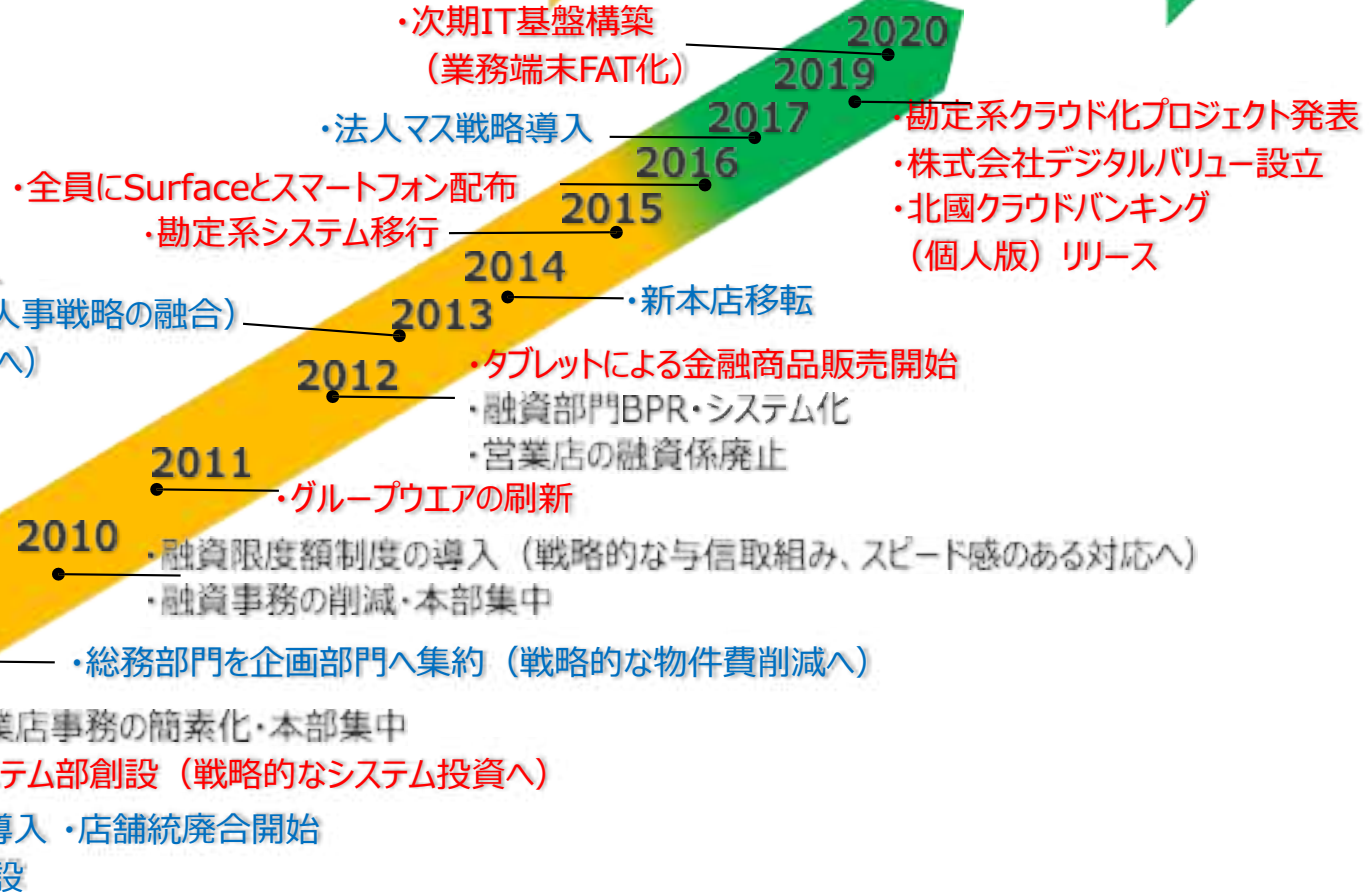 ・次期IT基盤構築
（業務端末FAT化）
2020
2019
・勘定系クラウド化プロジェクト発表
・株式会社デジタルバリュー設立
・北國クラウドバンキング
（個人版）リリース
・法人マス戦略導入
2017
2016
・全員にSurfaceとスマートフォン配布
2015
・勘定系システム移行
2014
・新本店移転
人事戦略の融合）
へ）
2013
2012
・タブレットによる金融商品販売開始
・融資部門BPR・システム化
・営業店の融資係廃止
2011
・グループウエアの刷新
2010
・融資限度額制度の導入（戦略的な与信取組み、スピード感のある対応へ）
・融資事務の削減・本部集中
・総務部門を企画部門へ集約（戦略的な物件費削減へ）
業店事務の簡素化・本部集中
テム部創設（戦略的なシステム投資へ）
導入 ・店舗統廃合開始
設